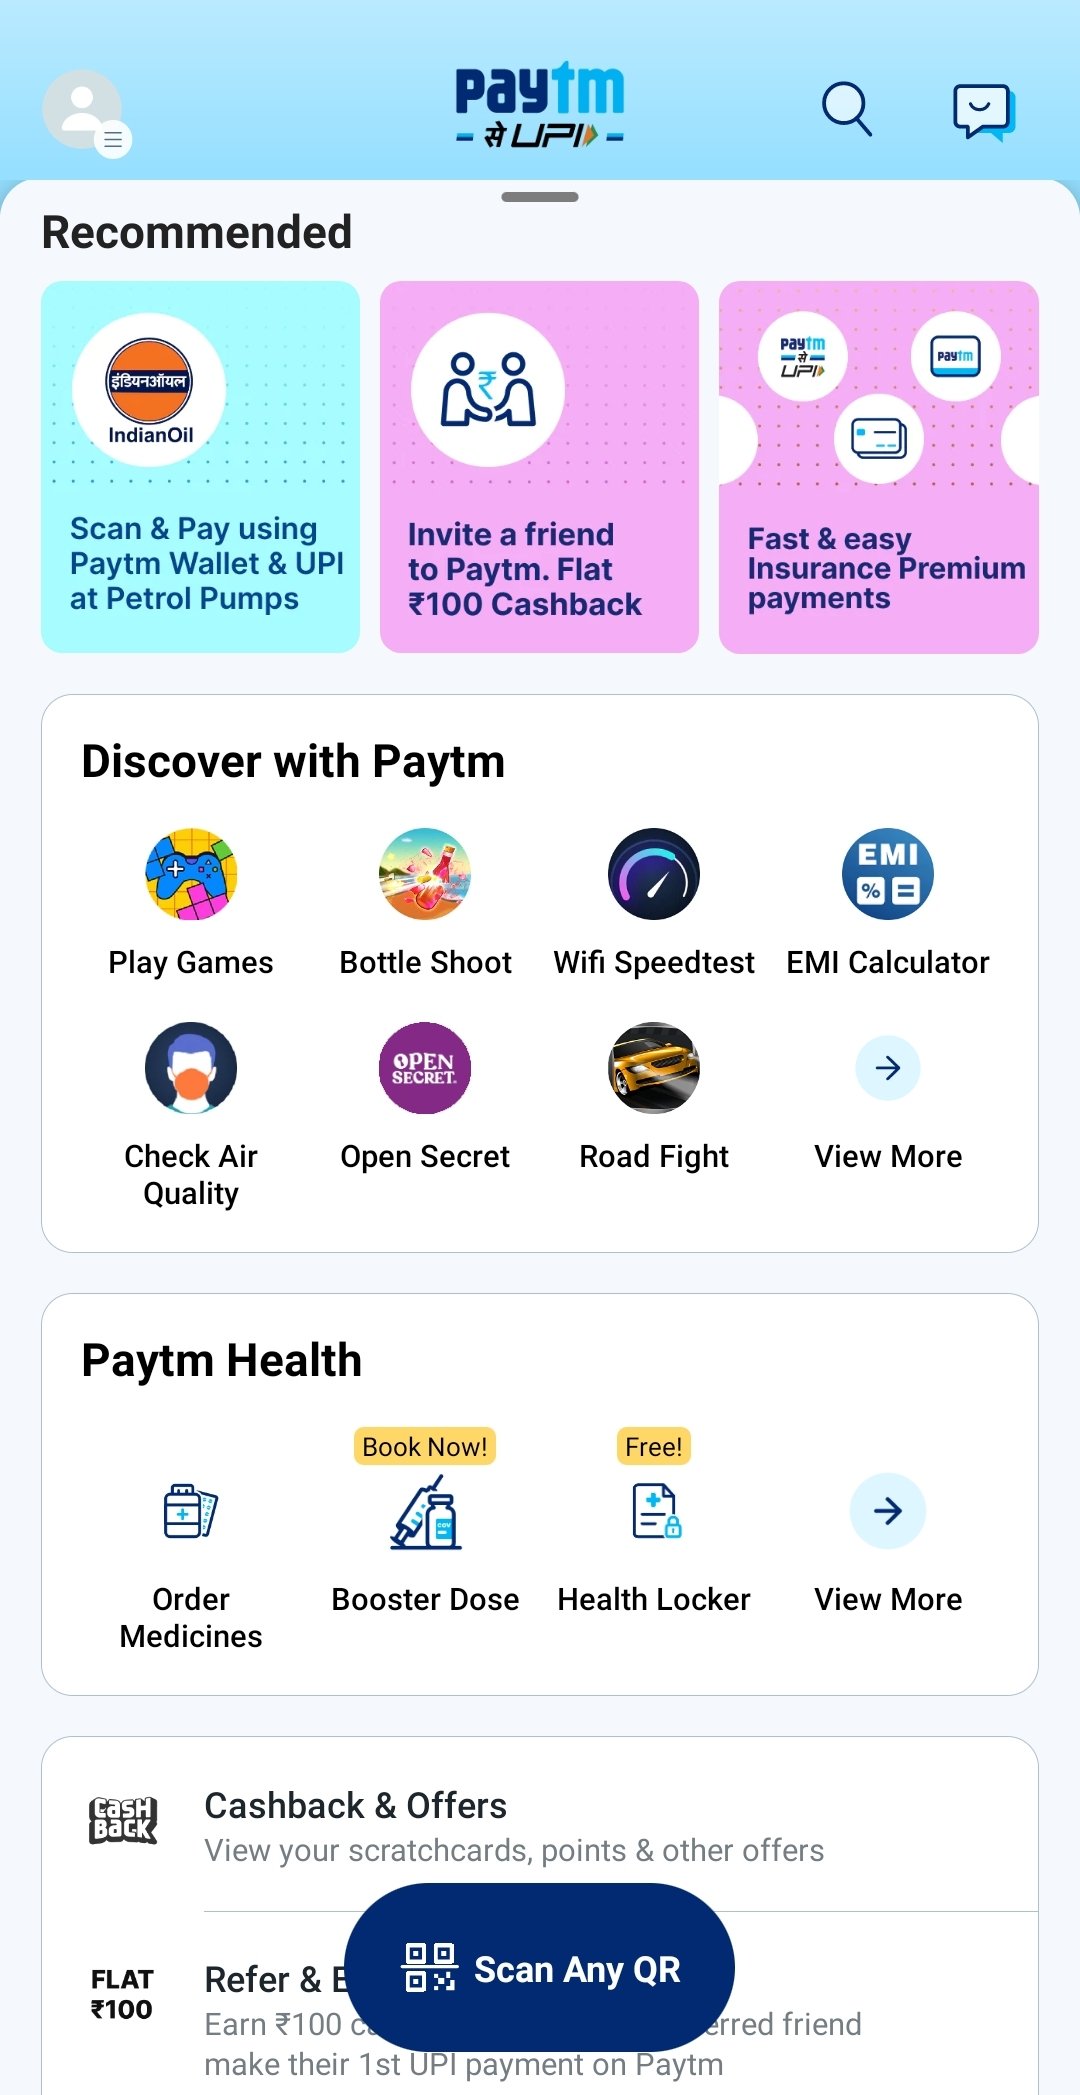 paytm
से UPI
Recommended
इंडियनऑयल
IndianOil
Scan & Pay using
Paytm Wallet & UPI
at Petrol Pumps
₹
Invite a friend
to Paytm. Flat
₹100 Cashback
paytm
से
UPI
paytm
Fast & easy
Insurance Premium
payments
Discover with Paytm
EMI
% =
Play Games
Bottle Shoot
Wifi Speedtest
EMI Calculator
OPEN
SECRET
Check Air
Quality
Open Secret
Road Fight
View More
Paytm Health
Book Now!
Free!
COV
Order
Medicines
Booster Dose
Health Locker
View More
CASH
BACK
Cashback & Offers
View your scratchcards, points & other offers
FLAT
₹100
Refer & E
Scan Any QR
Earn ₹100 ca
erred friend
make their 1st UPI payment on Paytm